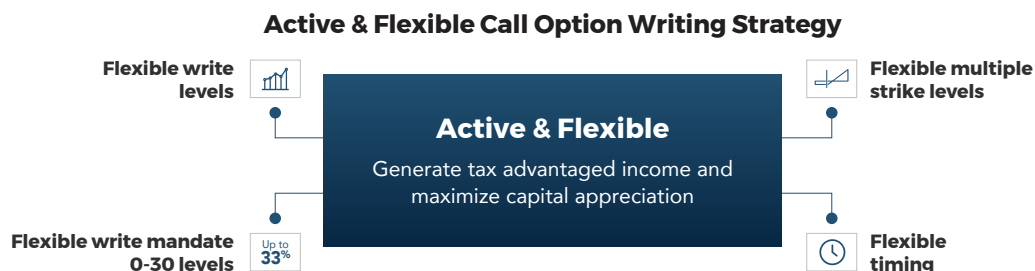 Active & Flexible Call Option Writing Strategy
Flexible write
levels
Flexible multiple
strike levels
Active & Flexible
Generate tax advantaged income and
maximize capital appreciation
Flexible write mandate
0-30 levels
Up to
33%
Flexible
timing